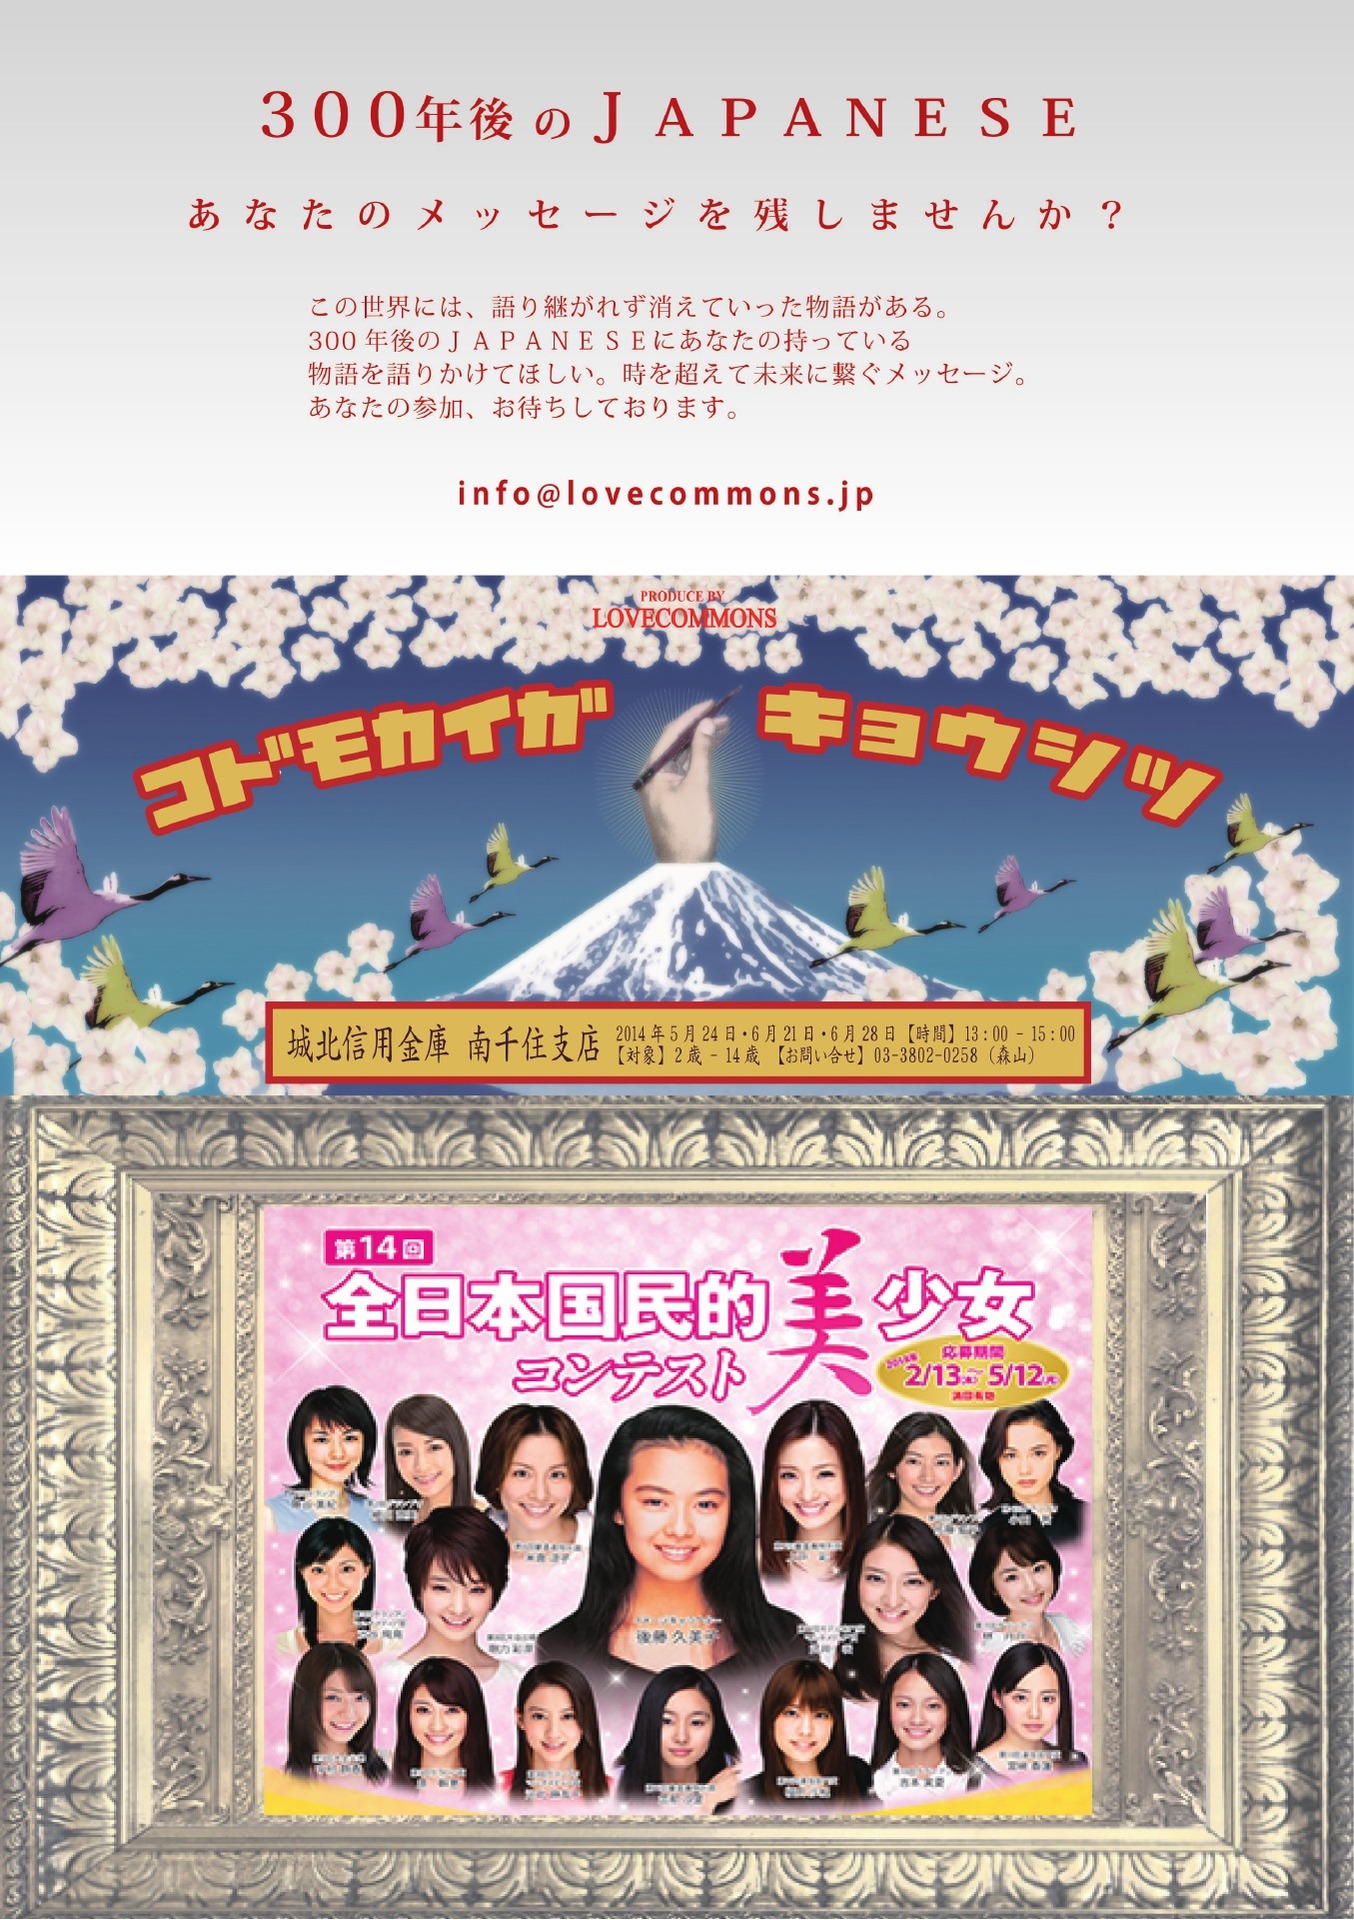 300年後のJAPANESE
あなたのメッセージを残しませんか？
この世界には、語り継がれず消えていった物語がある。
300年後のＪＡＰＡＮＥＳＥにあなたの持っている
物語を語りかけてほしい。時を超えて未来に繋ぐメッセージ。
あなたの参加、お待ちしております。
info@lovecommons.jp
PRODUCE BY
LOVECOMMONS
コドモカイガ キョウシツ
城北信用金庫 南千住支店
2014年5月24日・6月21日・6月28日【時間】13:00 - 15:00
【対象】2歳 - 14歳 【お問い合せ】03-3802-0258（森山）
第14回
全日本国民的美少女
コンテスト
応募期間
2/13 5/12
後藤 久美子